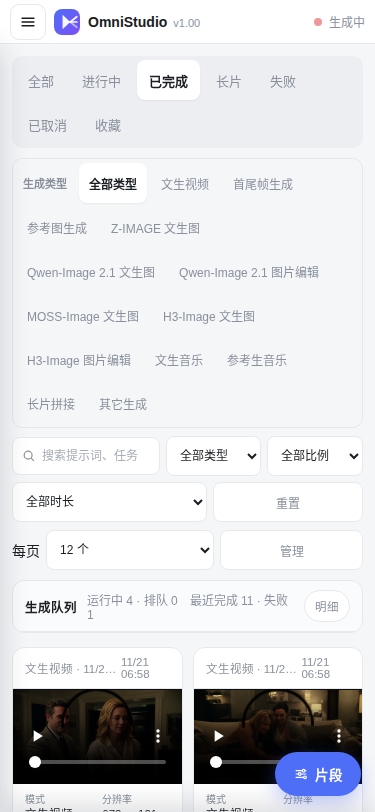 OmniStudio v1.00 生成中
全部 进行中 已完成 长片 失败
已取消 收藏
生成类型 全部类型 文生视频 首尾帧生成
参考图生成 Z-IMAGE 文生图
Qwen-Image 2.1 文生图 Qwen-Image 2.1 图片编辑
MOSS-Image 文生图 H3-Image 文生图
H3-Image 图片编辑 文生音乐 参考生音乐
长片拼接 其它生成
搜索提示词、任务 全部类型 全部比例
全部时长 重置
每页 12 个 管理
生成队列 运行中 4 · 排队 0 最近完成 11 · 失败 1 明细
文生视频 · 11/2… 11/21 06:58
文生视频 · 11/2… 11/21 06:58
模式 分辨率
模式 分辨率
片段